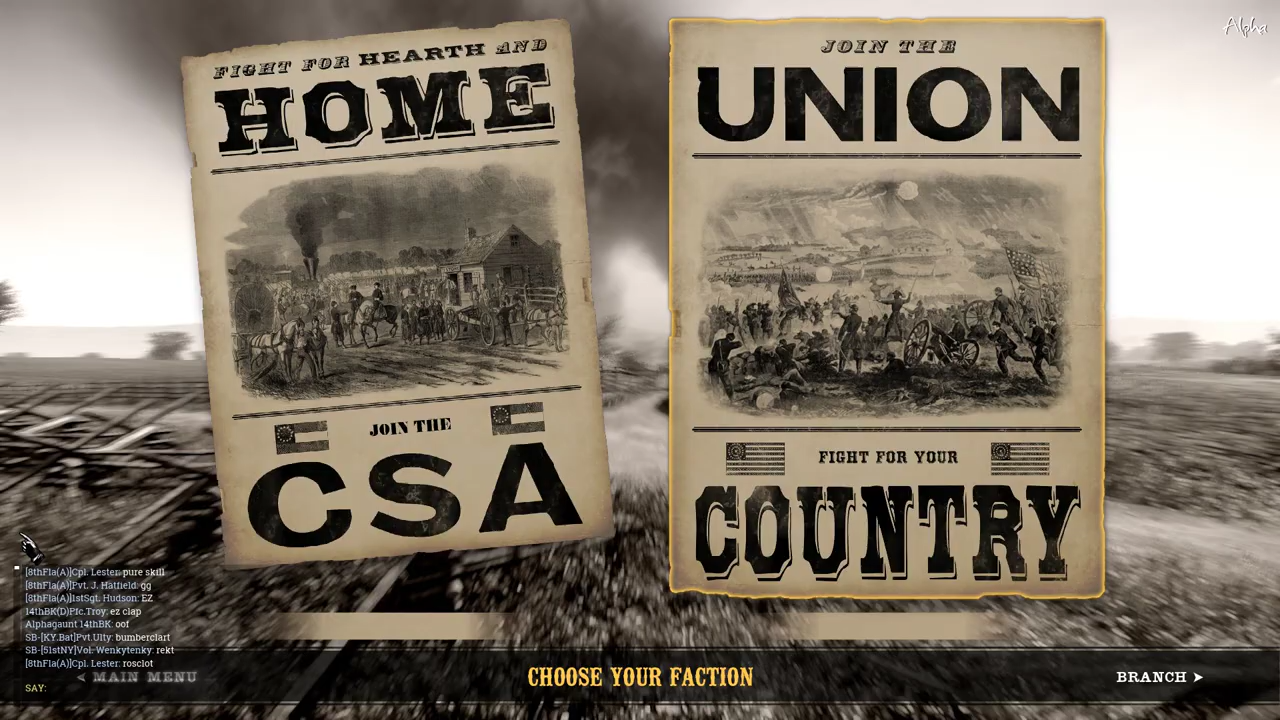 Alpha
FIGHT FOR HEARTH AND
HOME
JOIN THE
CSA
JOIN THE
UNION
FIGHT FOR YOUR
COUNTRY
[8thFla(A)]Cpl. Lester: pure skill
[8thFla(A)]Pvt. J. Hatfield: gg
[8thFla(A)]1stSgt. Hudson: EZ
14thBK(D)Pfc.Troy: ez clap
Alphagaunt 14thBK: oof
SB-[KY.Bat]Pvt.Ulty: bumberclart
SB-[51stNY]Vol. Wenkytenky: rekt
[8thFla(A)]Cpl. Lester: rosclot
MAIN MENU
SAY:
CHOOSE YOUR FACTION
BRANCH